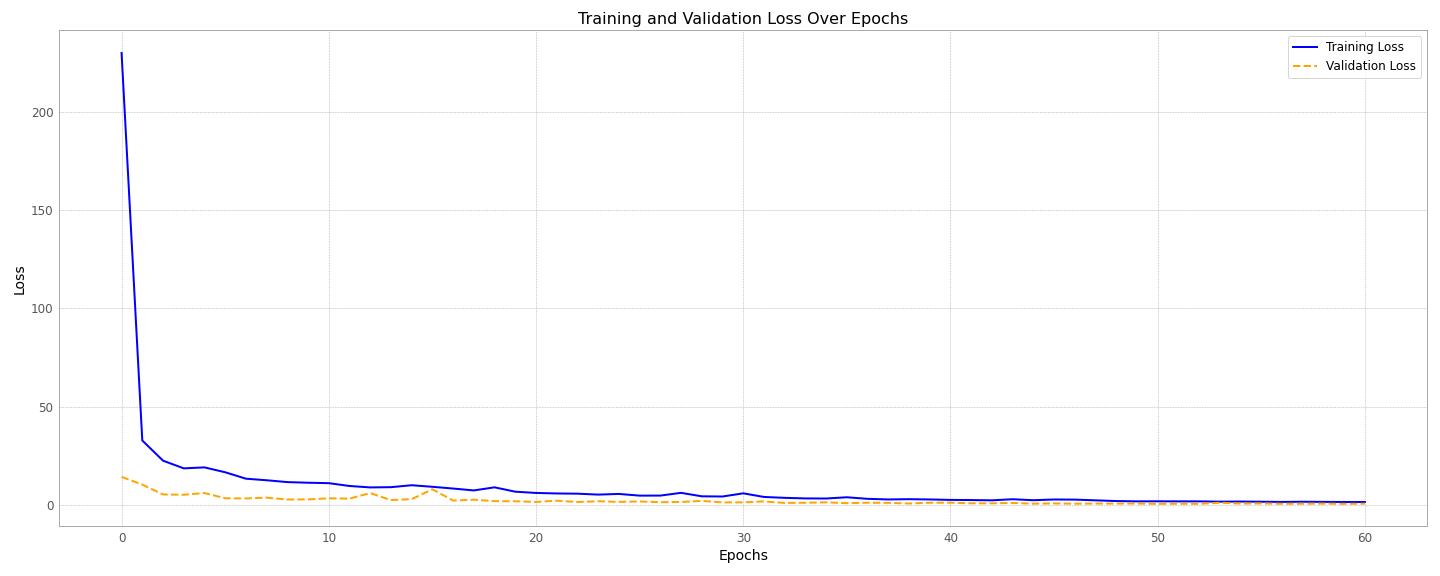 Training and Validation Loss Over Epochs
Training Loss
Validation Loss
Loss
200
150
100
50
0
0 10 20 30 40 50 60
Epochs